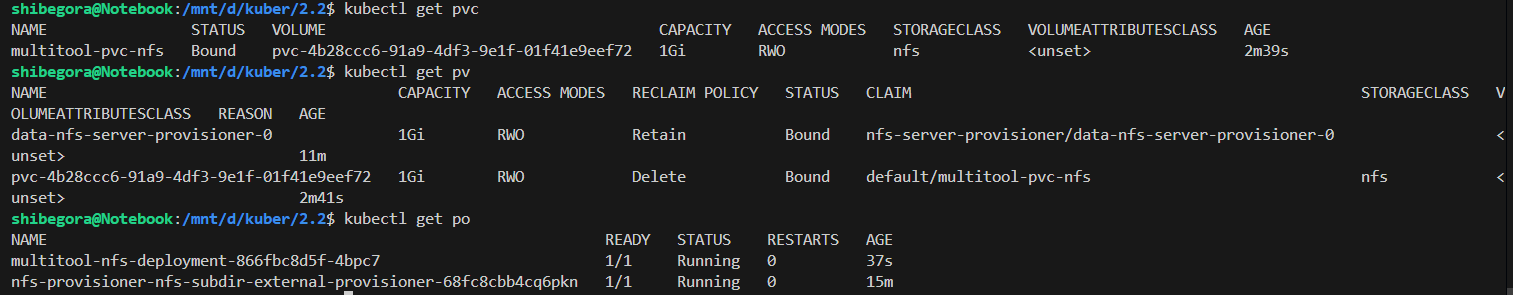 shibegora@Notebook:/mnt/d/kuber/2.2$ kubectl get pvc
NAME                STATUS   VOLUME                                     CAPACITY   ACCESS MODES   STORAGECLASS   VOLUMEATTRIBUTESCLASS   AGE
multitool-pvc-nfs   Bound    pvc-4b28ccc6-91a9-4df3-9e1f-01f41e9eef72   1Gi        RWO            nfs            <unset>                 2m39s
shibegora@Notebook:/mnt/d/kuber/2.2$ kubectl get pv
NAME                                       CAPACITY   ACCESS MODES   RECLAIM POLICY   STATUS   CLAIM                                                  STORAGECLASS   V
OLUMEATTRIBUTESCLASS   REASON   AGE
data-nfs-server-provisioner-0              1Gi        RWO            Retain           Bound    nfs-server-provisioner/data-nfs-server-provisioner-0                  <
unset>                          11m
pvc-4b28ccc6-91a9-4df3-9e1f-01f41e9eef72   1Gi        RWO            Delete           Bound    default/multitool-pvc-nfs                              nfs            <
unset>                          2m41s
shibegora@Notebook:/mnt/d/kuber/2.2$ kubectl get po
NAME                                                              READY   STATUS    RESTARTS   AGE
multitool-nfs-deployment-866fbc8d5f-4bpc7                         1/1     Running   0          37s
nfs-provisioner-nfs-subdir-external-provisioner-68fc8cbb4cq6pkn   1/1     Running   0          15m